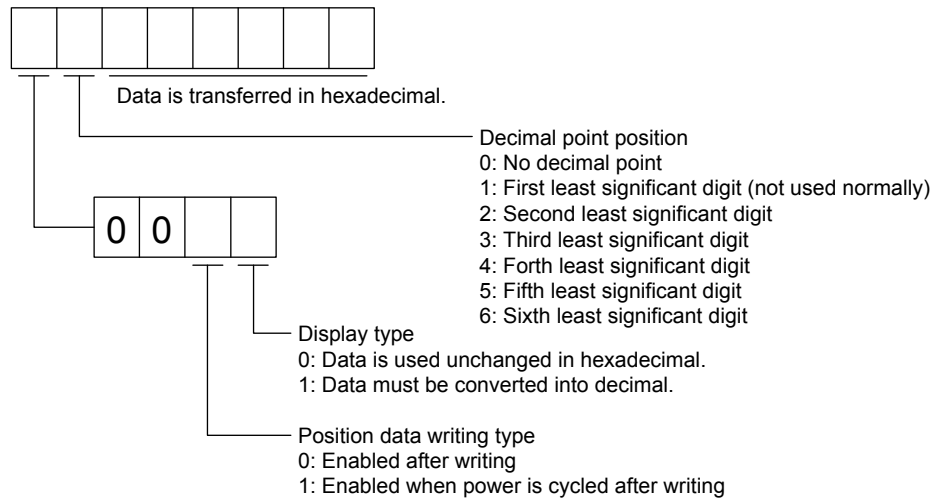 Data is transferred in hexadecimal.
Decimal point position
0: No decimal point
1: First least significant digit (not used normally)
2: Second least significant digit
3: Third least significant digit
4: Forth least significant digit
5: Fifth least significant digit
6: Sixth least significant digit
0 0
Display type
0: Data is used unchanged in hexadecimal.
1: Data must be converted into decimal.
Position data writing type
0: Enabled after writing
1: Enabled when power is cycled after writing